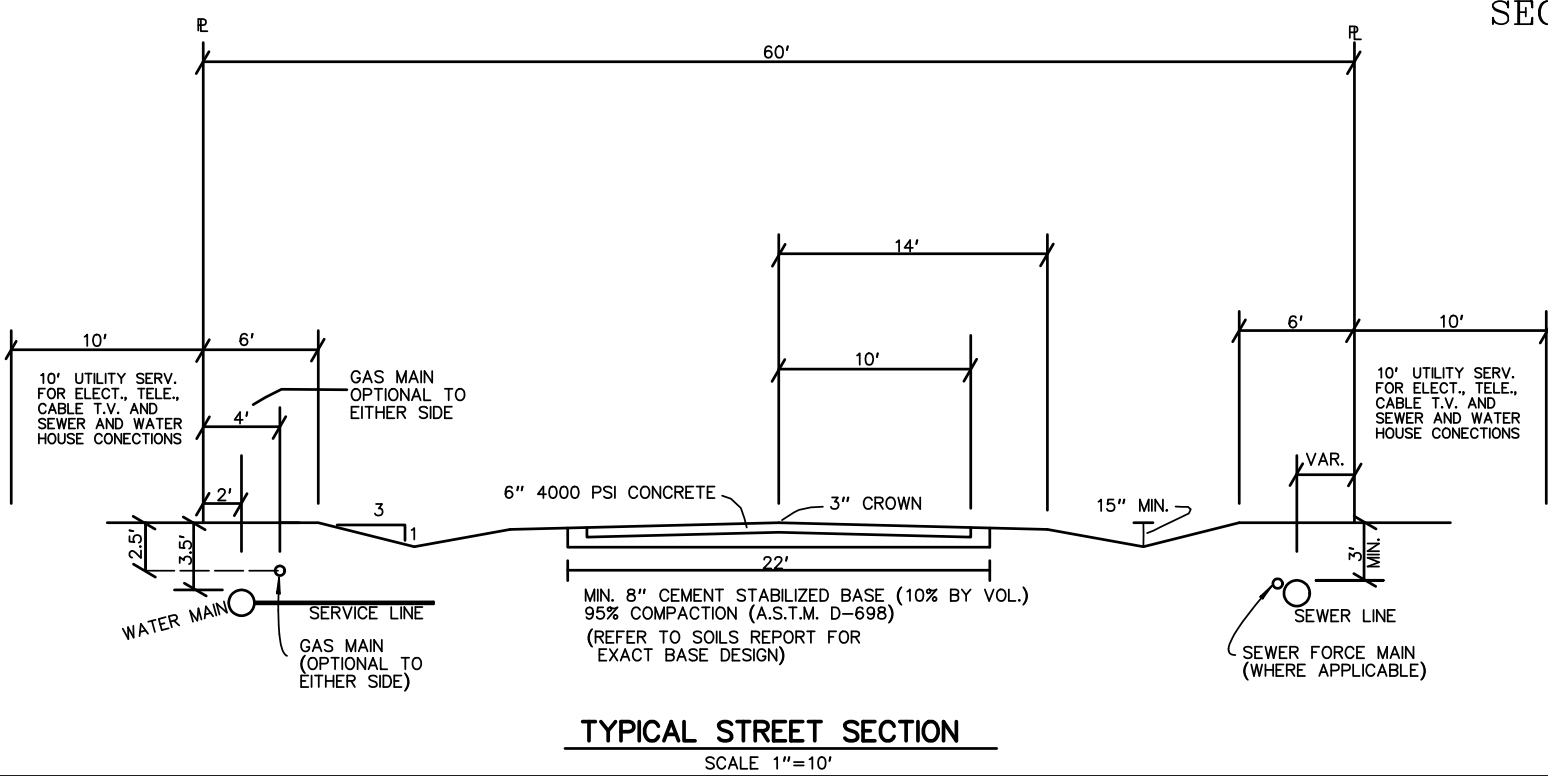 SEC
℄
℄
60'
14'
10'
6'
10'
6'
10'
10' UTILITY SERV.
FOR ELECT., TELE.,
CABLE T.V. AND
SEWER AND WATER
HOUSE CONECTIONS
GAS MAIN
OPTIONAL TO
EITHER SIDE
4'
2'
10' UTILITY SERV.
FOR ELECT., TELE.,
CABLE T.V. AND
SEWER AND WATER
HOUSE CONECTIONS
VAR.
6" 4000 PSI CONCRETE
3" CROWN
15" MIN.
3
1
2.5'
3.5'
3'
MIN.
22'
WATER MAIN
SERVICE LINE
MIN. 8" CEMENT STABILIZED BASE (10% BY VOL.)
95% COMPACTION (A.S.T.M. D-698)
(REFER TO SOILS REPORT FOR
EXACT BASE DESIGN)
SEWER LINE
GAS MAIN
(OPTIONAL TO
EITHER SIDE)
SEWER FORCE MAIN
(WHERE APPLICABLE)
TYPICAL STREET SECTION
SCALE 1"=10'